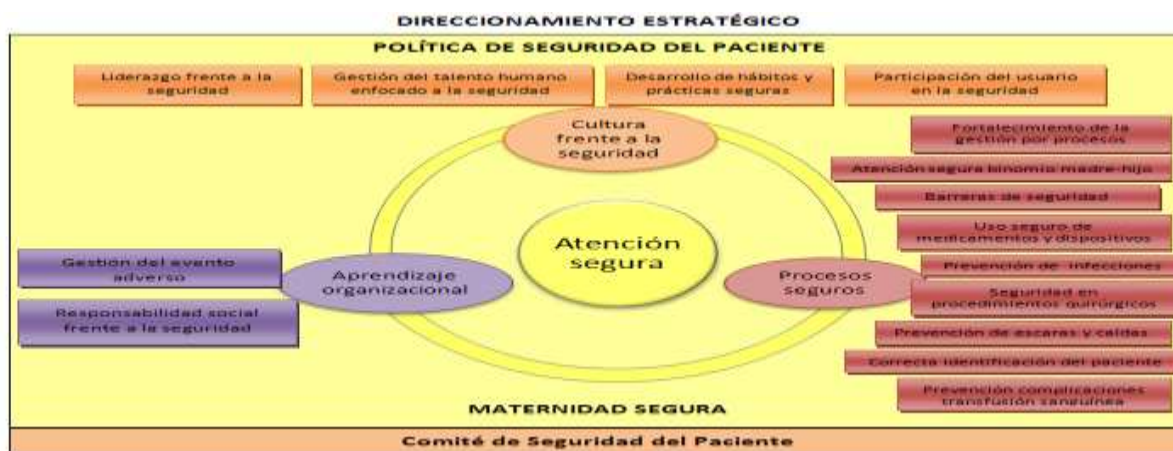 DIRECCIONAMIENTO ESTRATÉGICO
POLÍTICA DE SEGURIDAD DEL PACIENTE
Liderazgo frente a la
seguridad
Gestión del talento humano
enfocado a la seguridad
Desarrollo de hábitos y
prácticas seguras
Participación del usuario
en la seguridad
Cultura
frente a la
seguridad
Fortalecimiento de la
gestión por procesos
Atención segura binomio madre-hijo
Barreras de seguridad
Uso seguro de
medicamentos y dispositivos
Prevención de infecciones
Seguridad en
procedimientos quirúrgicos
Prevención de escaras y caídas
Correcta identificación del paciente
Prevención complicaciones
transfusión sanguínea
Atención
segura
Procesos
seguros
Aprendizaje
organizacional
Gestión del evento
adverso
Responsabilidad social
frente a la seguridad
MATERNIDAD SEGURA
Comité de Seguridad del Paciente